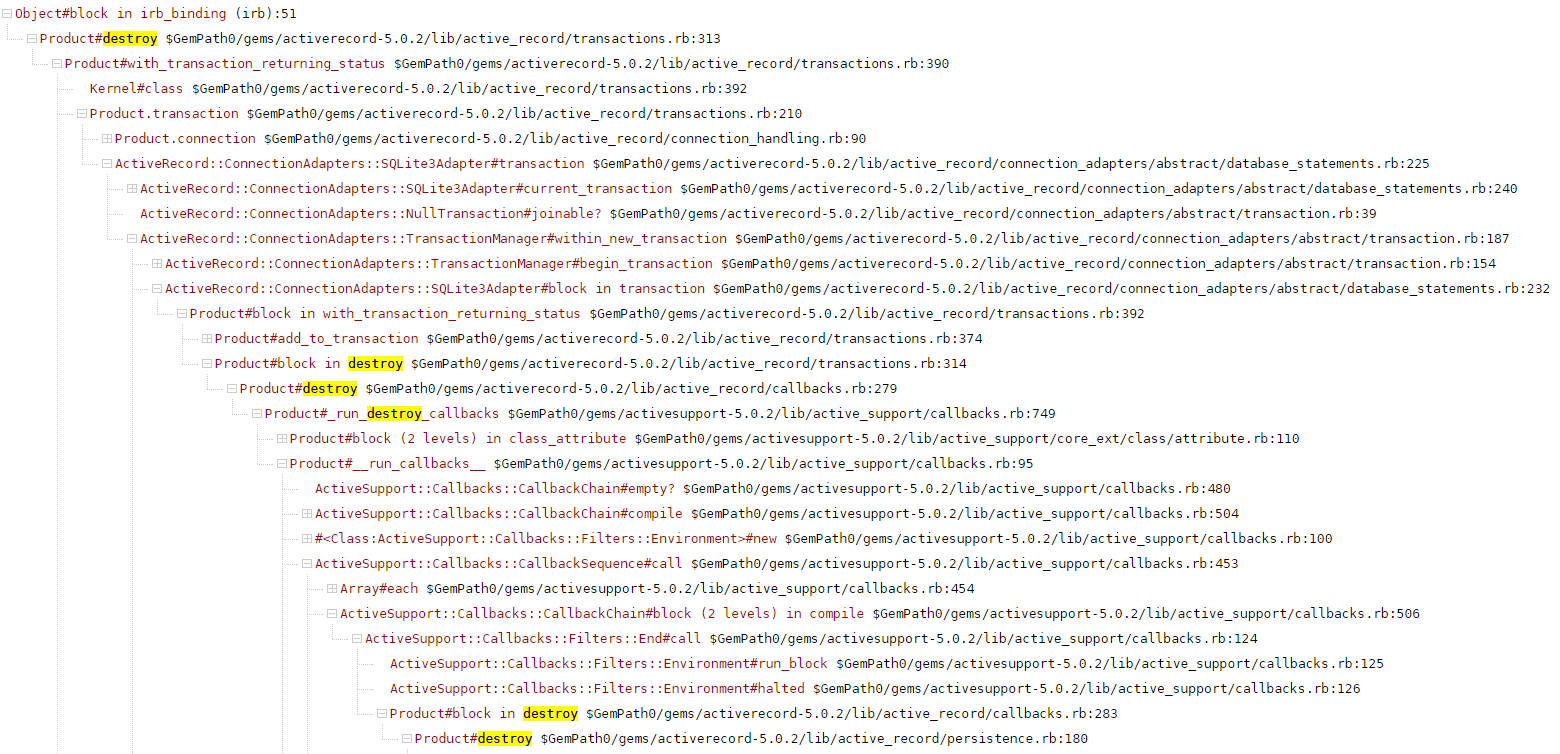 Object#block in irb_binding (irb):51
Product#destroy $GemPath0/gems/activerecord-5.0.2/lib/active_record/transactions.rb:313
Product#with_transaction_returning_status $GemPath0/gems/activerecord-5.0.2/lib/active_record/transactions.rb:390
Kernel#class $GemPath0/gems/activerecord-5.0.2/lib/active_record/transactions.rb:392
Product.transaction $GemPath0/gems/activerecord-5.0.2/lib/active_record/transactions.rb:210
Product.connection $GemPath0/gems/activerecord-5.0.2/lib/active_record/connection_handling.rb:90
ActiveRecord::ConnectionAdapters::SQLite3Adapter#transaction $GemPath0/gems/activerecord-5.0.2/lib/active_record/connection_adapters/abstract/database_statements.rb:225
ActiveRecord::ConnectionAdapters::SQLite3Adapter#current_transaction $GemPath0/gems/activerecord-5.0.2/lib/active_record/connection_adapters/abstract/database_statements.rb:240
ActiveRecord::ConnectionAdapters::NullTransaction#joinable? $GemPath0/gems/activerecord-5.0.2/lib/active_record/connection_adapters/abstract/transaction.rb:39
ActiveRecord::ConnectionAdapters::TransactionManager#within_new_transaction $GemPath0/gems/activerecord-5.0.2/lib/active_record/connection_adapters/abstract/transaction.rb:187
ActiveRecord::ConnectionAdapters::TransactionManager#begin_transaction $GemPath0/gems/activerecord-5.0.2/lib/active_record/connection_adapters/abstract/transaction.rb:154
ActiveRecord::ConnectionAdapters::SQLite3Adapter#block in transaction $GemPath0/gems/activerecord-5.0.2/lib/active_record/connection_adapters/abstract/database_statements.rb:232
Product#block in with_transaction_returning_status $GemPath0/gems/activerecord-5.0.2/lib/active_record/transactions.rb:392
Product#add_to_transaction $GemPath0/gems/activerecord-5.0.2/lib/active_record/transactions.rb:374
Product#block in destroy $GemPath0/gems/activerecord-5.0.2/lib/active_record/transactions.rb:314
Product#destroy $GemPath0/gems/activerecord-5.0.2/lib/active_record/callbacks.rb:279
Product#_run_destroy_callbacks $GemPath0/gems/activesupport-5.0.2/lib/active_support/callbacks.rb:749
Product#block (2 levels) in class_attribute $GemPath0/gems/activesupport-5.0.2/lib/active_support/core_ext/class/attribute.rb:110
Product#__run_callbacks__ $GemPath0/gems/activesupport-5.0.2/lib/active_support/callbacks.rb:95
ActiveSupport::Callbacks::CallbackChain#empty? $GemPath0/gems/activesupport-5.0.2/lib/active_support/callbacks.rb:480
ActiveSupport::Callbacks::CallbackChain#compile $GemPath0/gems/activesupport-5.0.2/lib/active_support/callbacks.rb:504
#<Class:ActiveSupport::Callbacks::Filters::Environment>#new $GemPath0/gems/activesupport-5.0.2/lib/active_support/callbacks.rb:100
ActiveSupport::Callbacks::CallbackSequence#call $GemPath0/gems/activesupport-5.0.2/lib/active_support/callbacks.rb:453
Array#each $GemPath0/gems/activesupport-5.0.2/lib/active_support/callbacks.rb:454
ActiveSupport::Callbacks::CallbackChain#block (2 levels) in compile $GemPath0/gems/activesupport-5.0.2/lib/active_support/callbacks.rb:506
ActiveSupport::Callbacks::Filters::End#call $GemPath0/gems/activesupport-5.0.2/lib/active_support/callbacks.rb:124
ActiveSupport::Callbacks::Filters::Environment#run_block $GemPath0/gems/activesupport-5.0.2/lib/active_support/callbacks.rb:125
ActiveSupport::Callbacks::Filters::Environment#halted $GemPath0/gems/activesupport-5.0.2/lib/active_support/callbacks.rb:126
Product#block in destroy $GemPath0/gems/activerecord-5.0.2/lib/active_record/callbacks.rb:283
Product#destroy $GemPath0/gems/activerecord-5.0.2/lib/active_record/persistence.rb:180